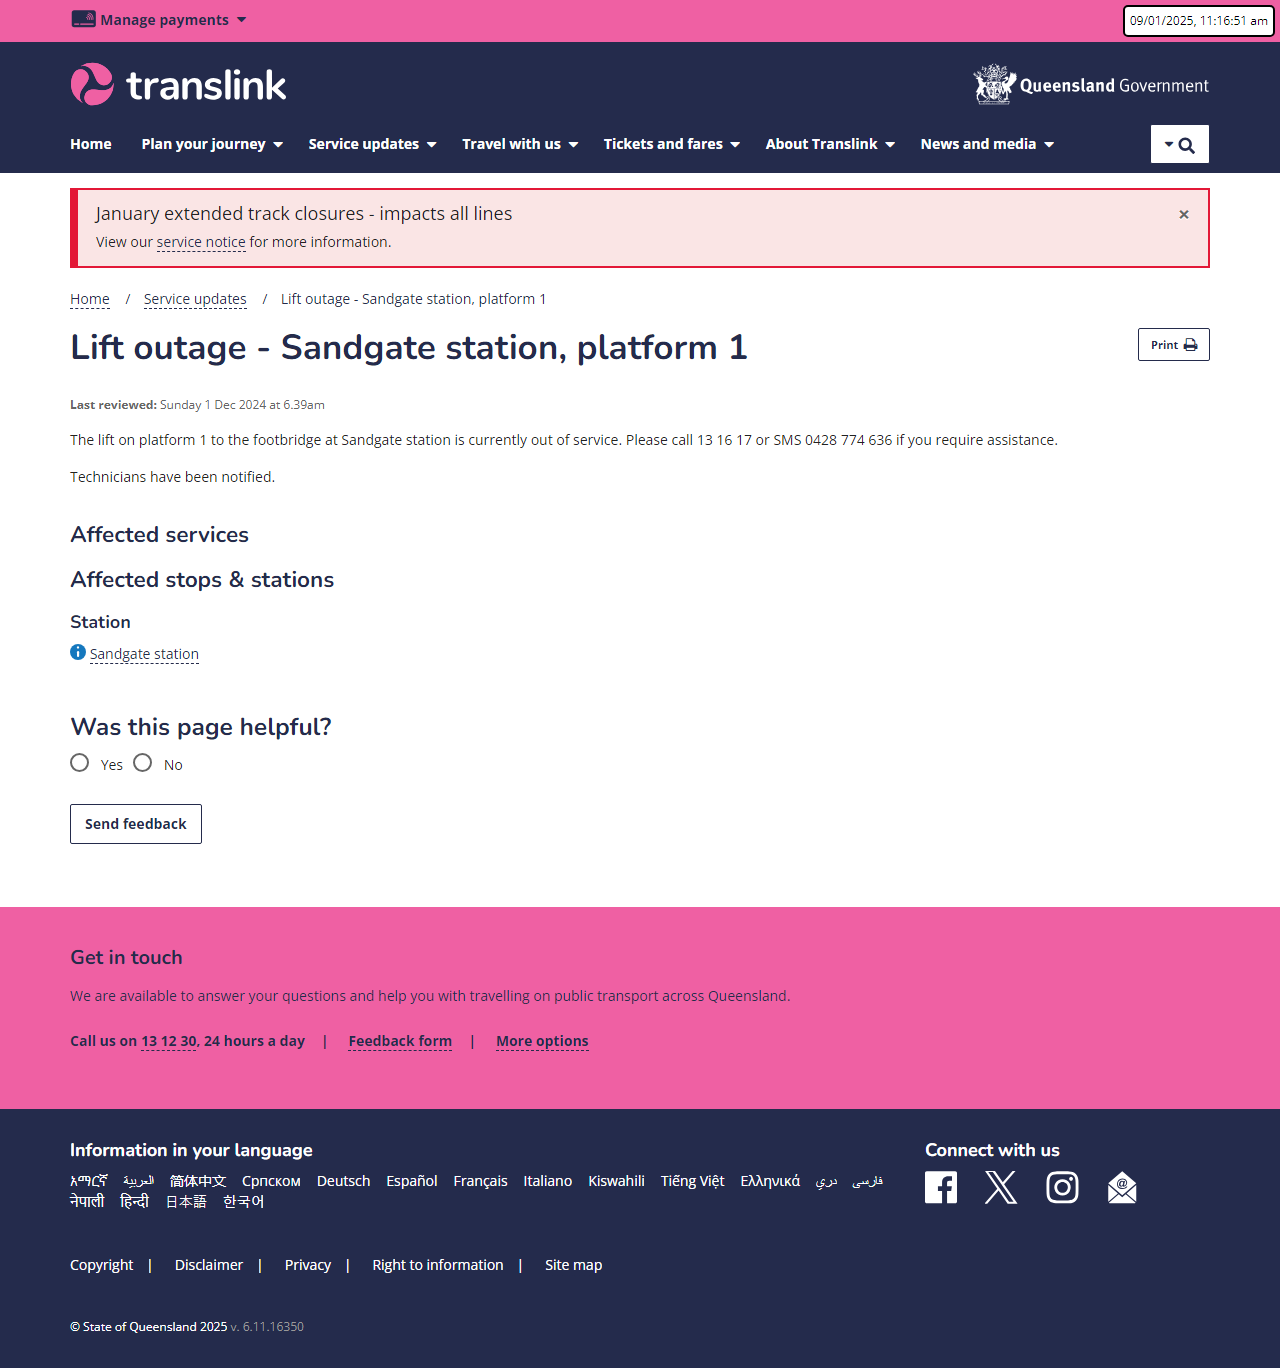 Manage payments
09/01/2025, 11:16:51 am
translink
Queensland Government
Home Plan your journey Service updates Travel with us Tickets and fares About Translink News and media
January extended track closures - impacts all lines
×
View our service notice for more information.
Home / Service updates / Lift outage - Sandgate station, platform 1
Lift outage - Sandgate station, platform 1
Print
Last reviewed: Sunday 1 Dec 2024 at 6.39am
The lift on platform 1 to the footbridge at Sandgate station is currently out of service. Please call 13 16 17 or SMS 0428 774 636 if you require assistance.
Technicians have been notified.
Affected services
Affected stops & stations
Station
Sandgate station
Was this page helpful?
Yes No
Send feedback
Get in touch
We are available to answer your questions and help you with travelling on public transport across Queensland.
Call us on 13 12 30, 24 hours a day | Feedback form | More options
Information in your language
አማርኛ العربية 简体中文 Српском Deutsch Español Français Italiano Kiswahili Tiếng Việt Ελληνικά دري فارسی
नेपाली हिन्दी 日本語 한국어
Connect with us
Copyright | Disclaimer | Privacy | Right to information | Site map
© State of Queensland 2025 v. 6.11.16350